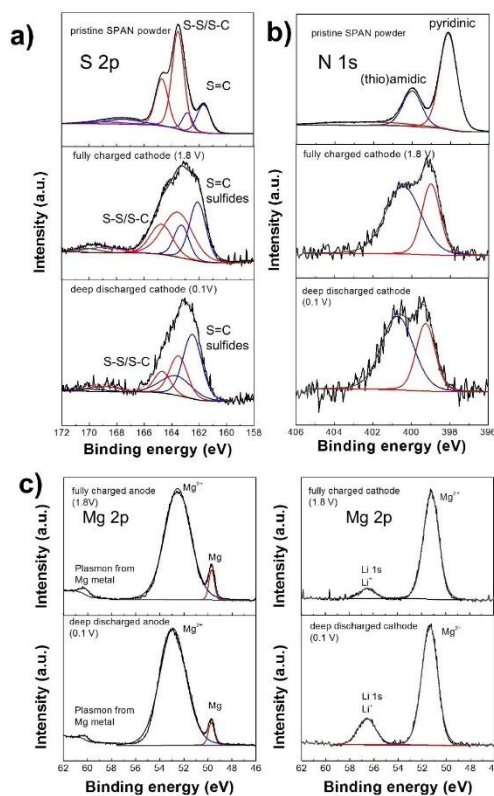 a)
pristine SPAN powder
S-S/S-C
S 2p
S=C
fully charged cathode (1.8 V)
S=C
sulfides
S-S/S-C
deep discharged cathode (0.1V)
S=C
sulfides
S-S/S-C
Intensity (a.u.)
172 170 168 166 164 162 160 158
Binding energy (eV)
b)
pristine SPAN powder
pyridinic
N 1s
(thio)amidic
fully charged cathode (1.8 V)
deep discharged cathode
(0.1 V)
Intensity (a.u.)
406 404 402 400 398 396
Binding energy (eV)
c)
fully charged anode
(1.8V)
Mg²⁺
Mg 2p
Plasmon from
Mg metal
Mg
Intensity (a.u.)
deep discharged anode
(0.1 V)
Mg²⁺
Plasmon from
Mg metal
Mg
Intensity (a.u.)
62 60 58 56 54 52 50 48 46
Binding energy (eV)
fully charged cathode
(1.8 V)
Mg²⁺
Mg 2p
Li 1s
Li⁺
Intensity (a.u.)
deep discharged cathode
(0.1 V)
Li 1s
Intensity (a.u.)
62 60 58 56 54 52 50 48 46
Binding energy (eV)